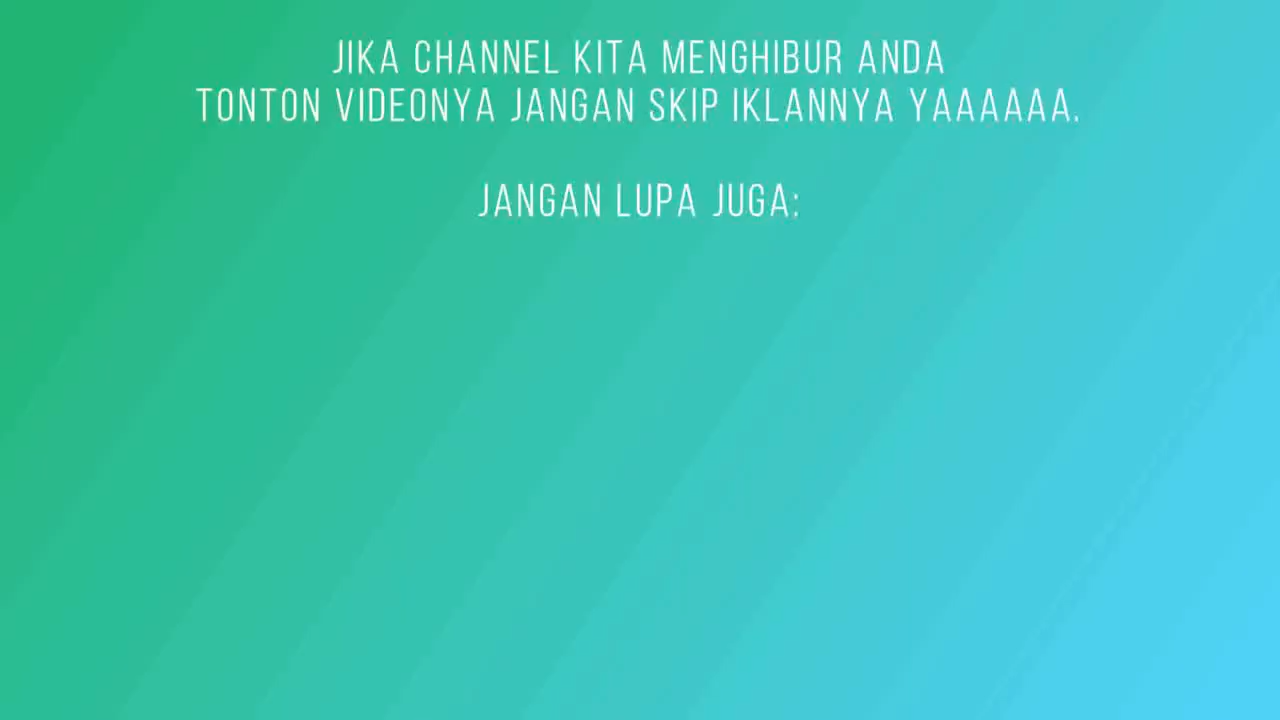 JIKA CHANNEL KITA MENGHIBUR ANDA
TONTON VIDEONYA JANGAN SKIP IKLANNYA YAAAAAA.
JANGAN LUPA JUGA: